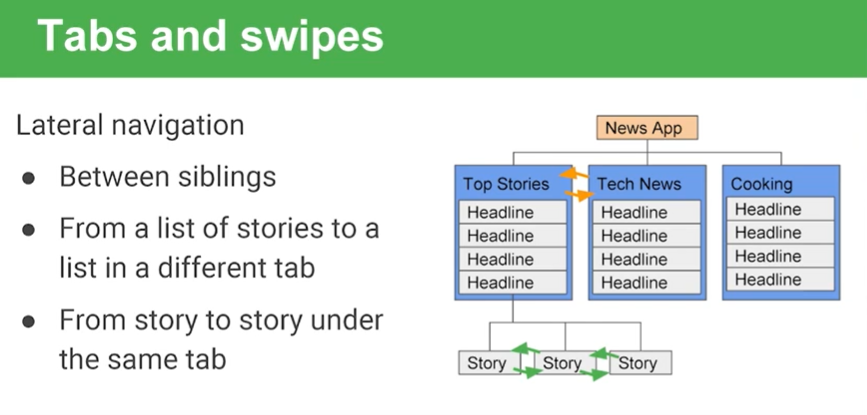 Tabs and swipes
Lateral navigation
● Between siblings
● From a list of stories to a
list in a different tab
● From story to story under
the same tab
News App
Top Stories
Headline
Headline
Headline
Headline
Tech News
Headline
Headline
Headline
Headline
Cooking
Headline
Headline
Headline
Headline
Story
Story
Story